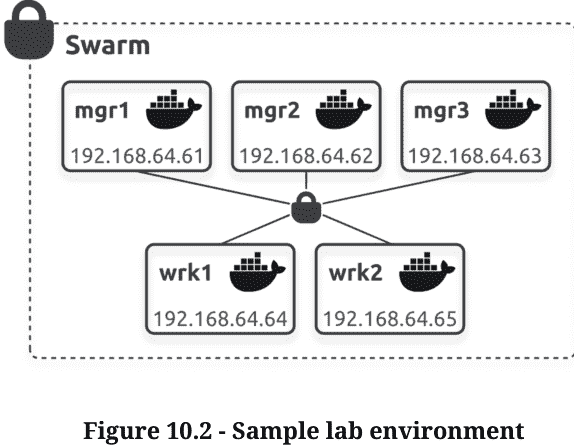 Swarm
mgr1 mgr2 mgr3
192.168.64.61 192.168.64.62 192.168.64.63
wrk1 wrk2
192.168.64.64 192.168.64.65
Figure 10.2 - Sample lab environment